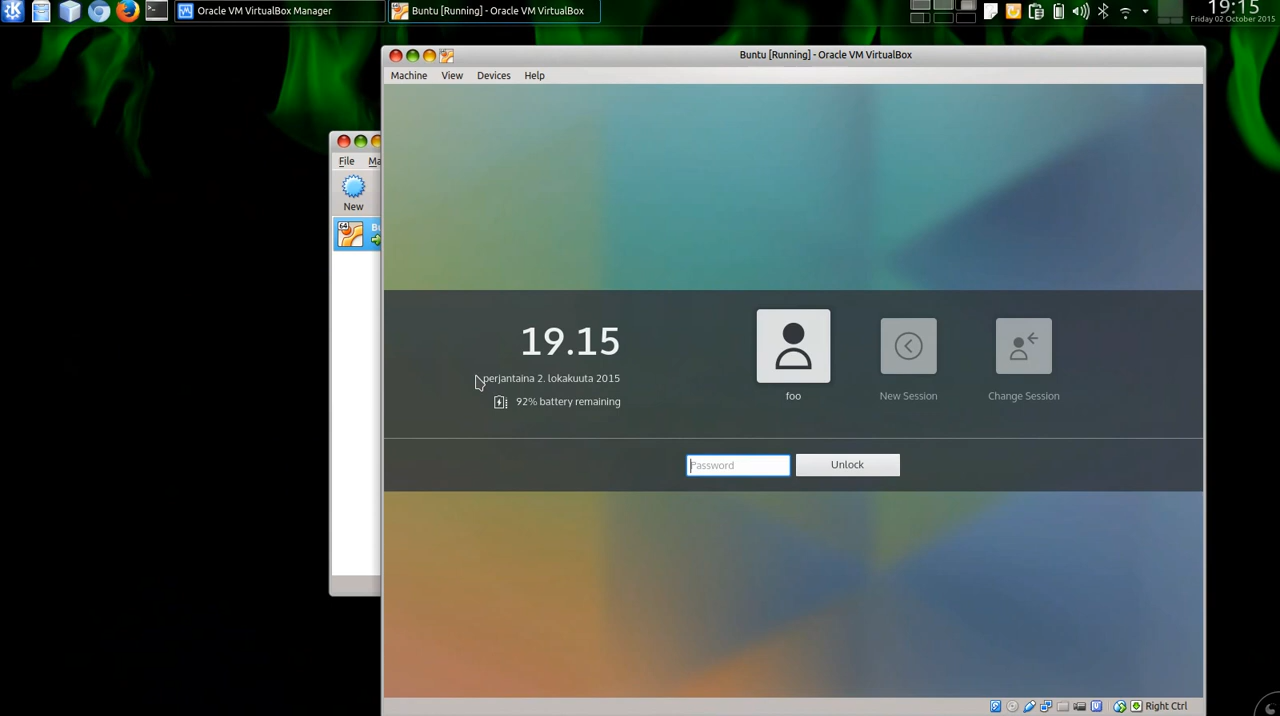 Oracle VM VirtualBox Manager
Buntu [Running] - Oracle VM VirtualBox
19:15
Friday 02 October 2015
Buntu [Running] - Oracle VM VirtualBox
Machine View Devices Help
File
New
64
19.15
perjantaina 2. lokakuuta 2015
92% battery remaining
foo
New Session
Change Session
Password
Unlock
Right Ctrl